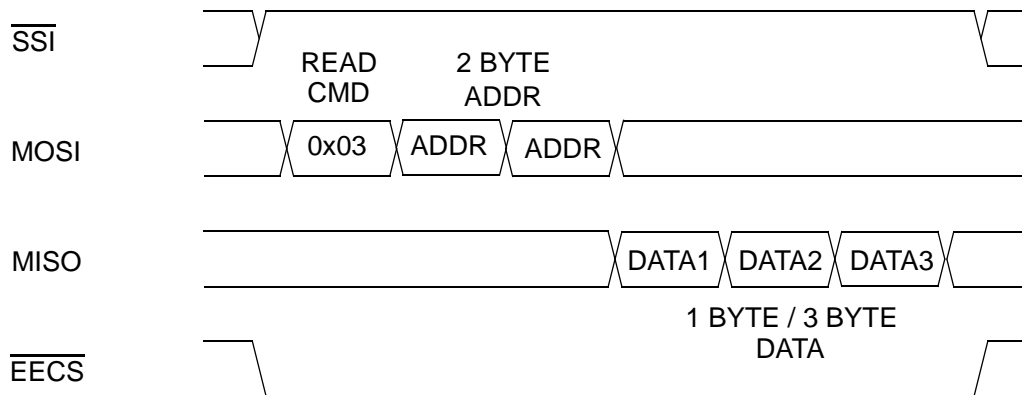 SSI
READ 2 BYTE
CMD ADDR
MOSI 0x03 ADDR ADDR
MISO DATA1 DATA2 DATA3
1 BYTE / 3 BYTE
DATA
EECS